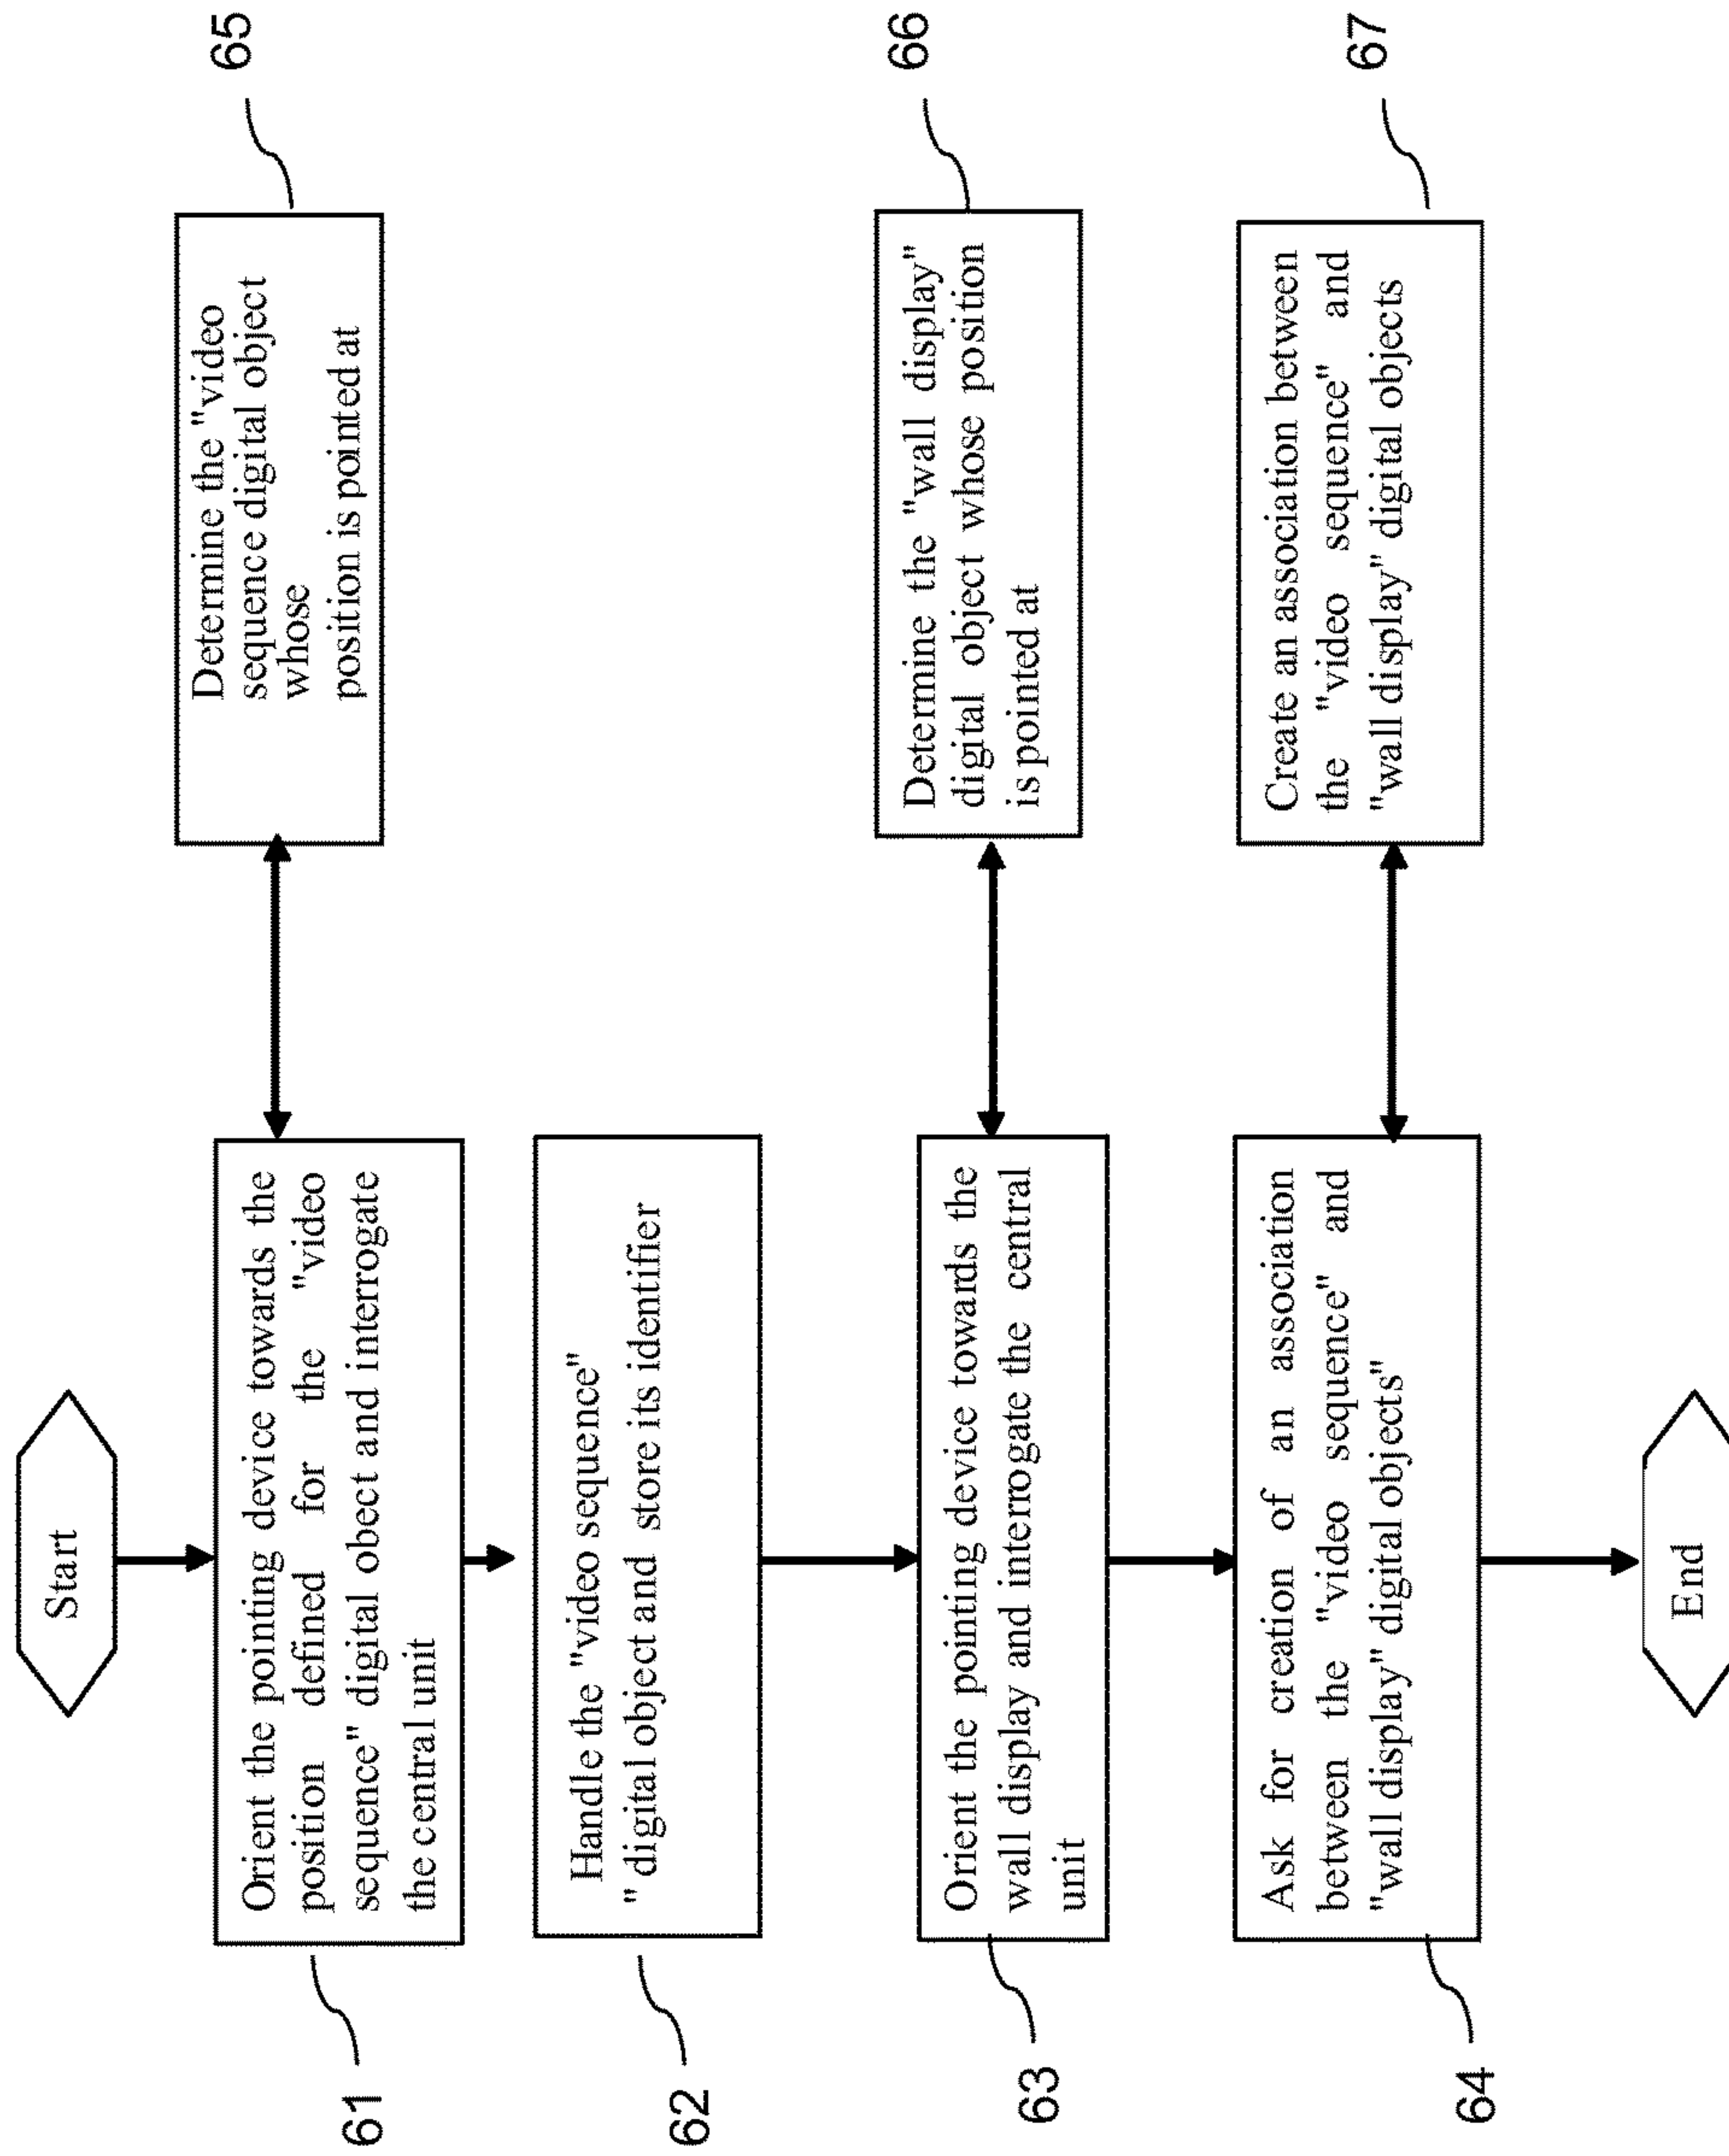 Start
Orient the pointing device towards the
position defined for the "video
sequence" digital obect and interrogate
the central unit
61
Determine the "video
sequence digital object
whose
position is pointed at
65
Handle the "video sequence"
" digital object and store its identifier
62
Orient the pointing device towards the
wall display and interrogate the central
unit
63
Determine the "wall display"
digital object whose position
is pointed at
66
Ask for creation of an association
between the "video sequence" and
"wall display" digital objects"
64
Create an association between
the "video sequence" and
"wall display" digital objects
67
End